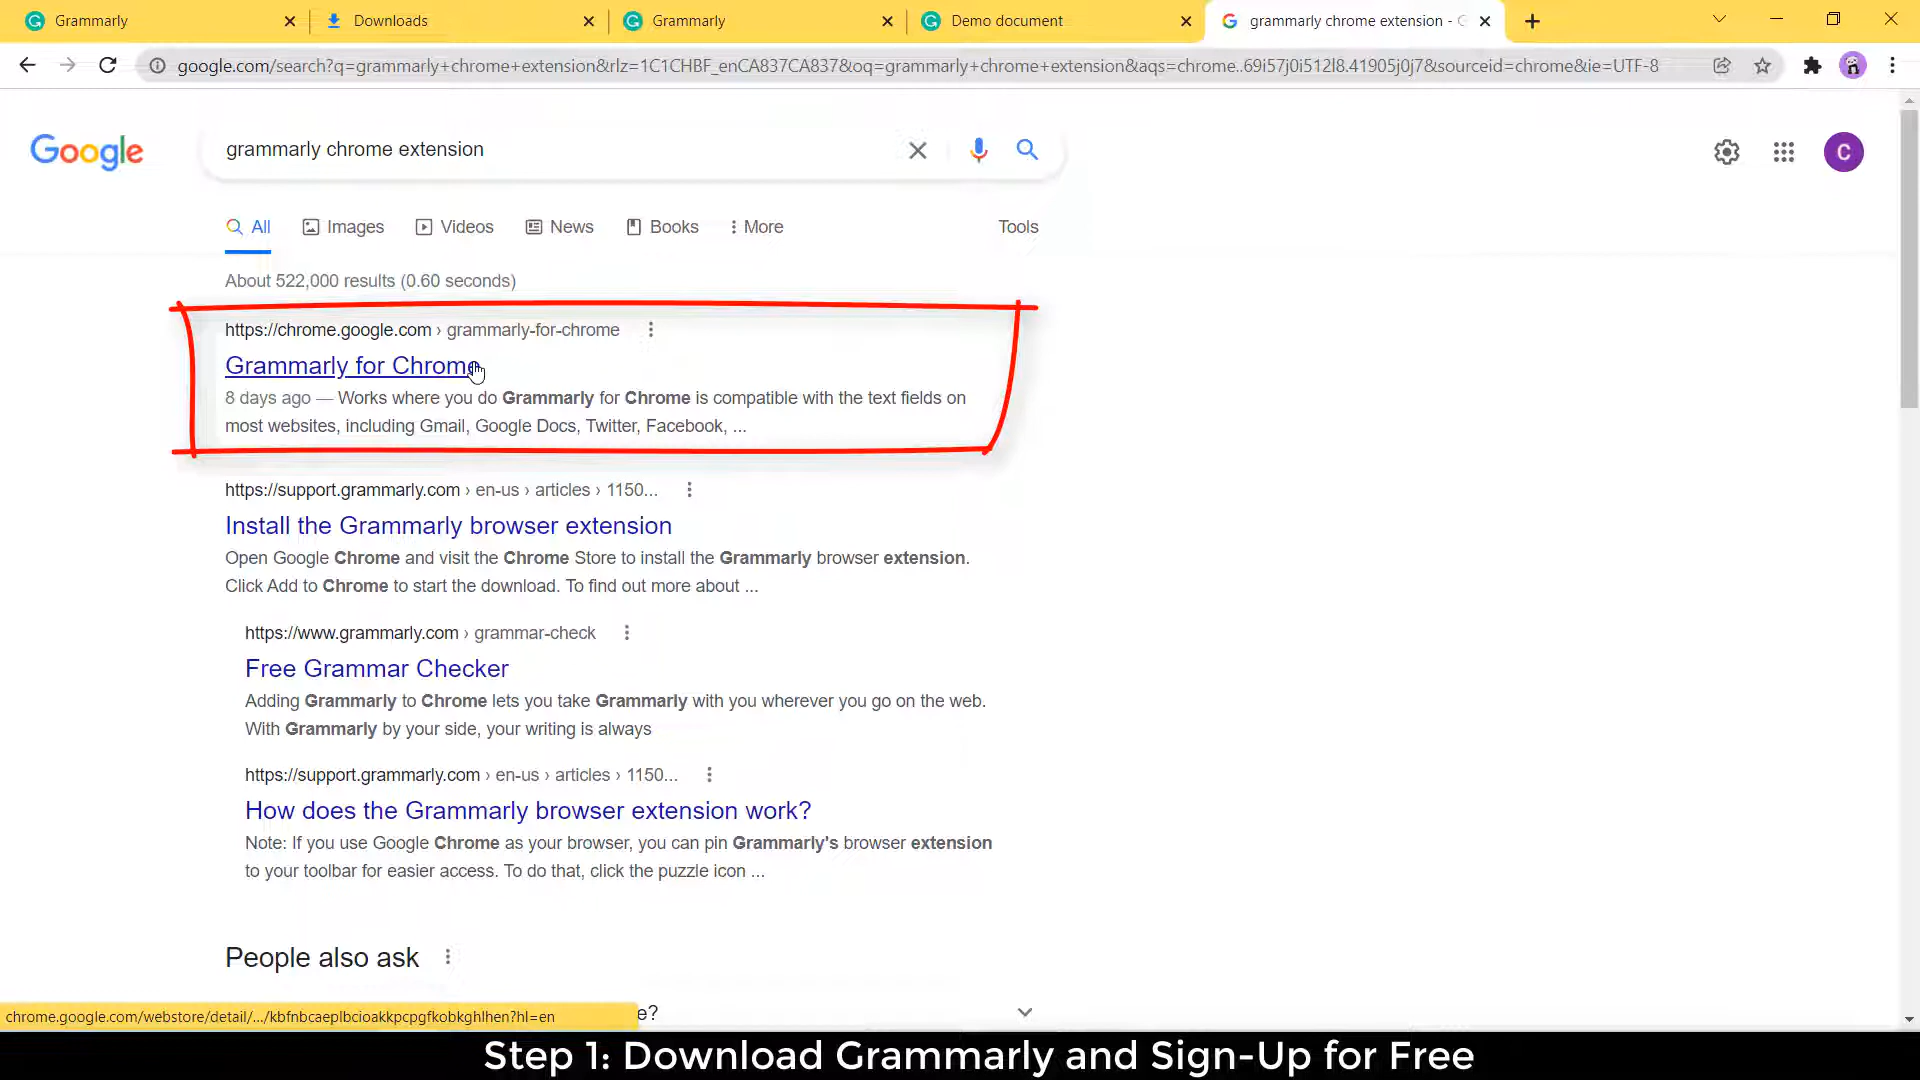 Grammarly
Downloads
Grammarly
Demo document
grammarly chrome extension -
google.com/search?q=grammarly+chrome+extension&rlz=1C1CHBF_enCA837CA837&oq=grammarly+chrome+extension&aqs=chrome..69i57j0i512l8.41905j0j7&sourceid=chrome&ie=UTF-8
Google
grammarly chrome extension
C
All
Images
Videos
News
Books
More
Tools
About 522,000 results (0.60 seconds)
https://chrome.google.com › grammarly-for-chrome
Grammarly for Chrome
8 days ago — Works where you do Grammarly for Chrome is compatible with the text fields on
most websites, including Gmail, Google Docs, Twitter, Facebook, ...
https://support.grammarly.com › en-us › articles › 1150...
Install the Grammarly browser extension
Open Google Chrome and visit the Chrome Store to install the Grammarly browser extension.
Click Add to Chrome to start the download. To find out more about ...
https://www.grammarly.com › grammar-check
Free Grammar Checker
Adding Grammarly to Chrome lets you take Grammarly with you wherever you go on the web.
With Grammarly by your side, your writing is always
https://support.grammarly.com › en-us › articles › 1150...
How does the Grammarly browser extension work?
Note: If you use Google Chrome as your browser, you can pin Grammarly's browser extension
to your toolbar for easier access. To do that, click the puzzle icon ...
People also ask
e?
chrome.google.com/webstore/detail/.../kbfnbcaeplbcioakkpcpgfkobkghlhen?hl=en
Step 1: Download Grammarly and Sign-Up for Free